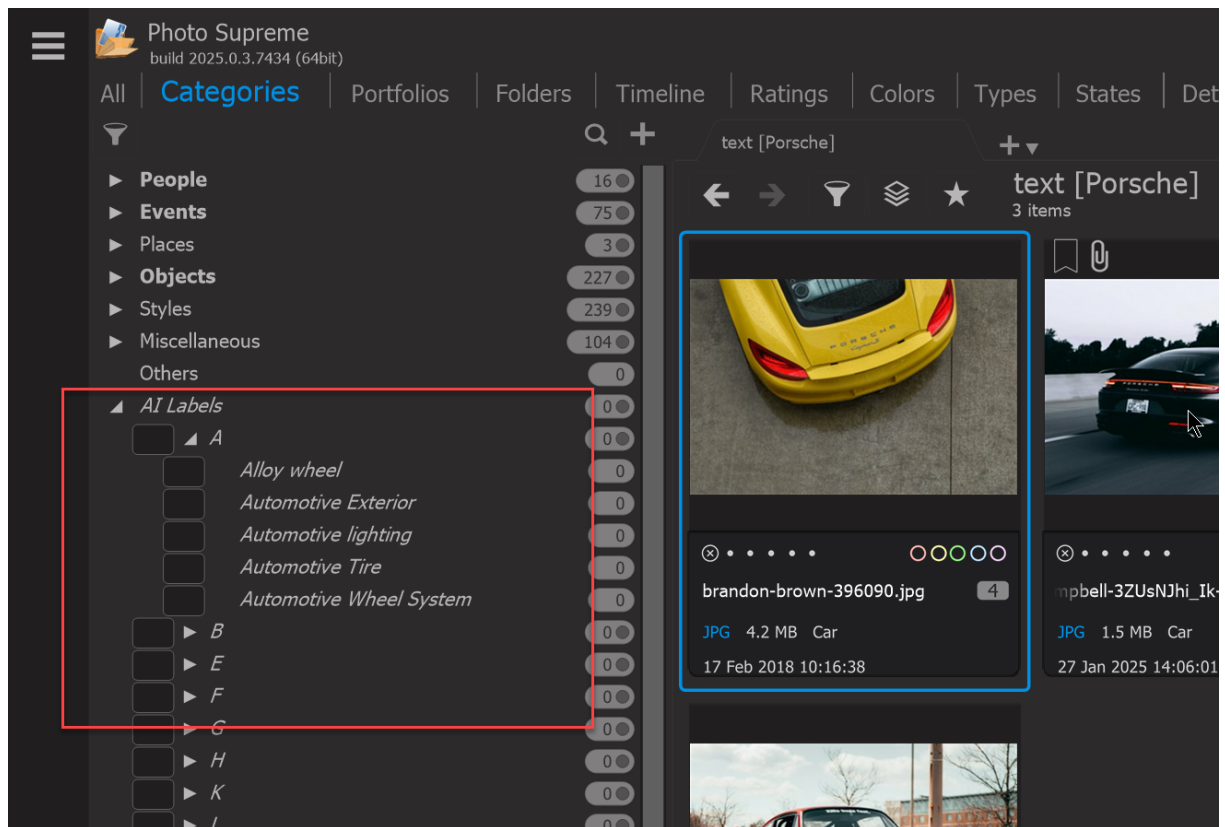 Photo Supreme
build 2025.0.3.7434 (64bit)
All Categories Portfolios Folders Timeline Ratings Colors Types States
text [Porsche]
text [Porsche]
3 items
People 16
Events 75
Places 3
Objects 227
Styles 239
Miscellaneous 104
Others 0
AI Labels 0
A 0
Alloy wheel 0
Automotive Exterior 0
Automotive lighting 0
Automotive Tire 0
Automotive Wheel System 0
B 0
E 0
F 0
G 0
H 0
K 0
0
PORSCHE
brandon-brown-396090.jpg 4
JPG 4.2 MB Car
17 Feb 2018 10:16:38
mpbell-3ZUsNJhi_Ik-
JPG 1.5 MB Car
27 Jan 2025 14:06:01